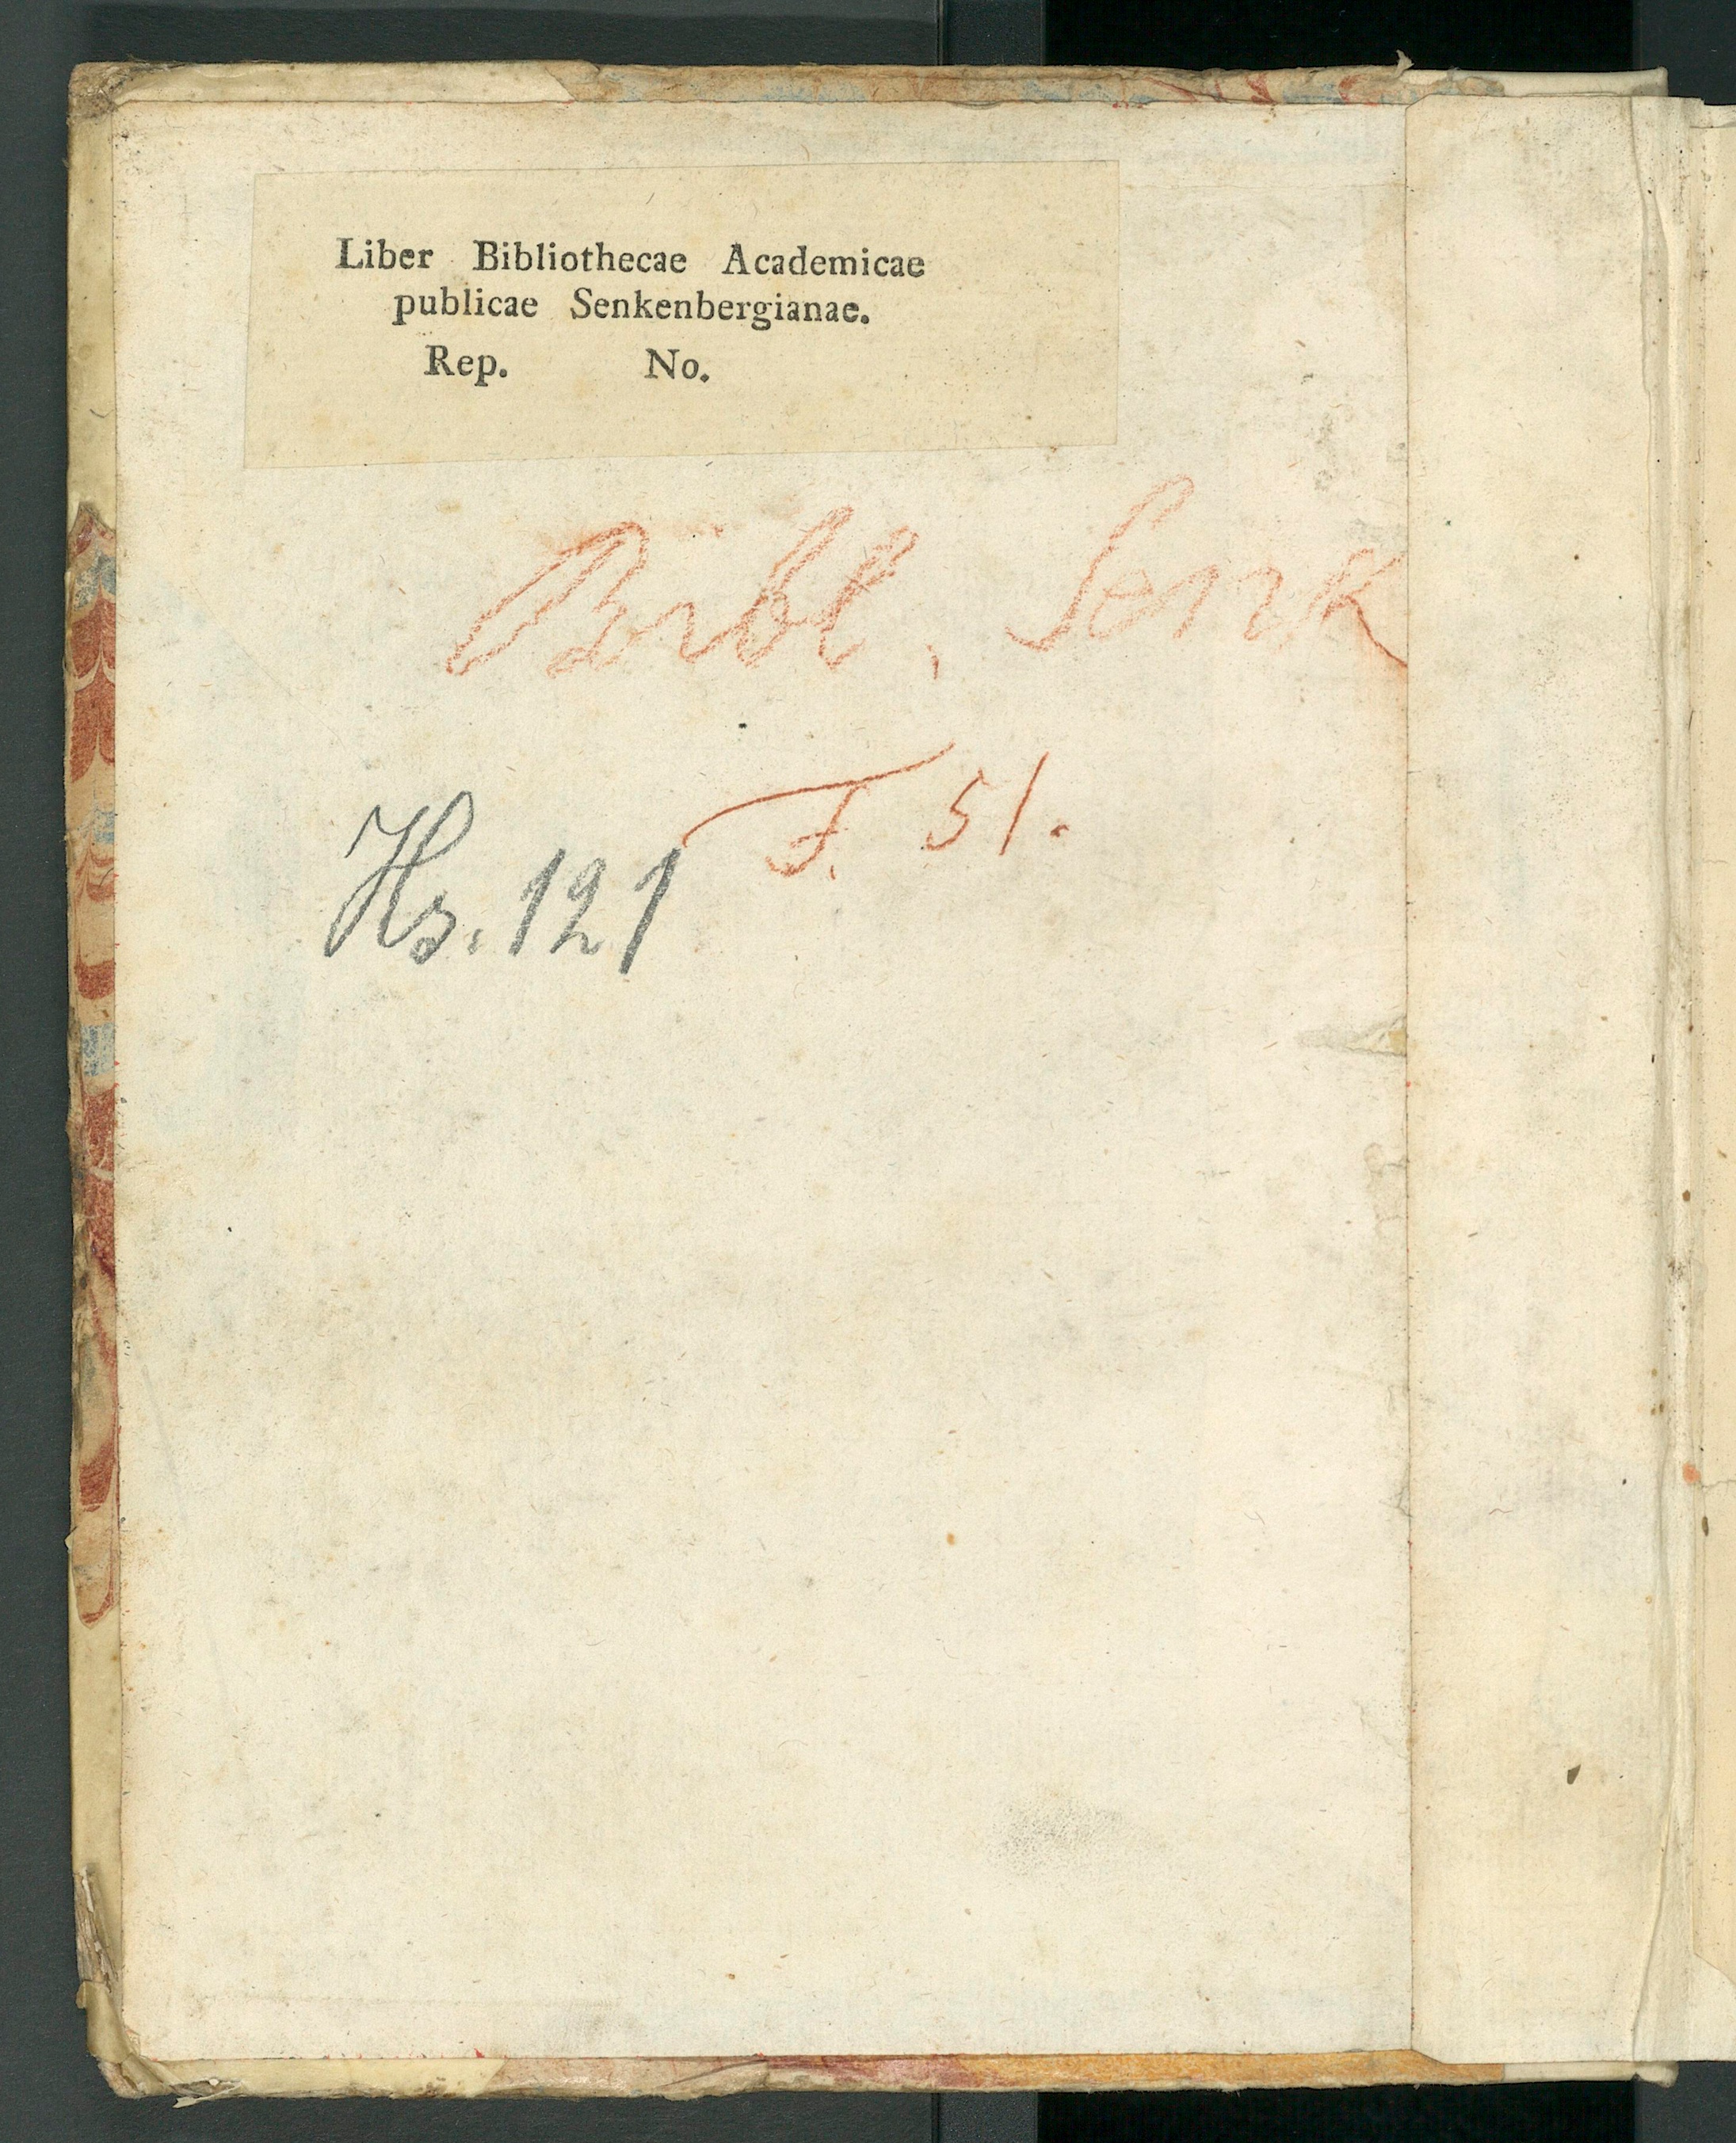 Liber Bibliothecae Academicae
publicae Senkenbergianae.
Rep. No.
Bibl. Senk
F. 51.
Hs. 121